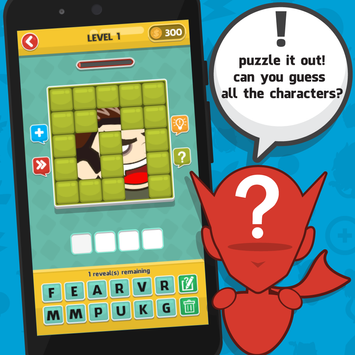 LEVEL 1
300
!
puzzle it out!
can you guess
all the characters?
?
?
1 reveal(s) remaining
F E A R V R
M M P U K G